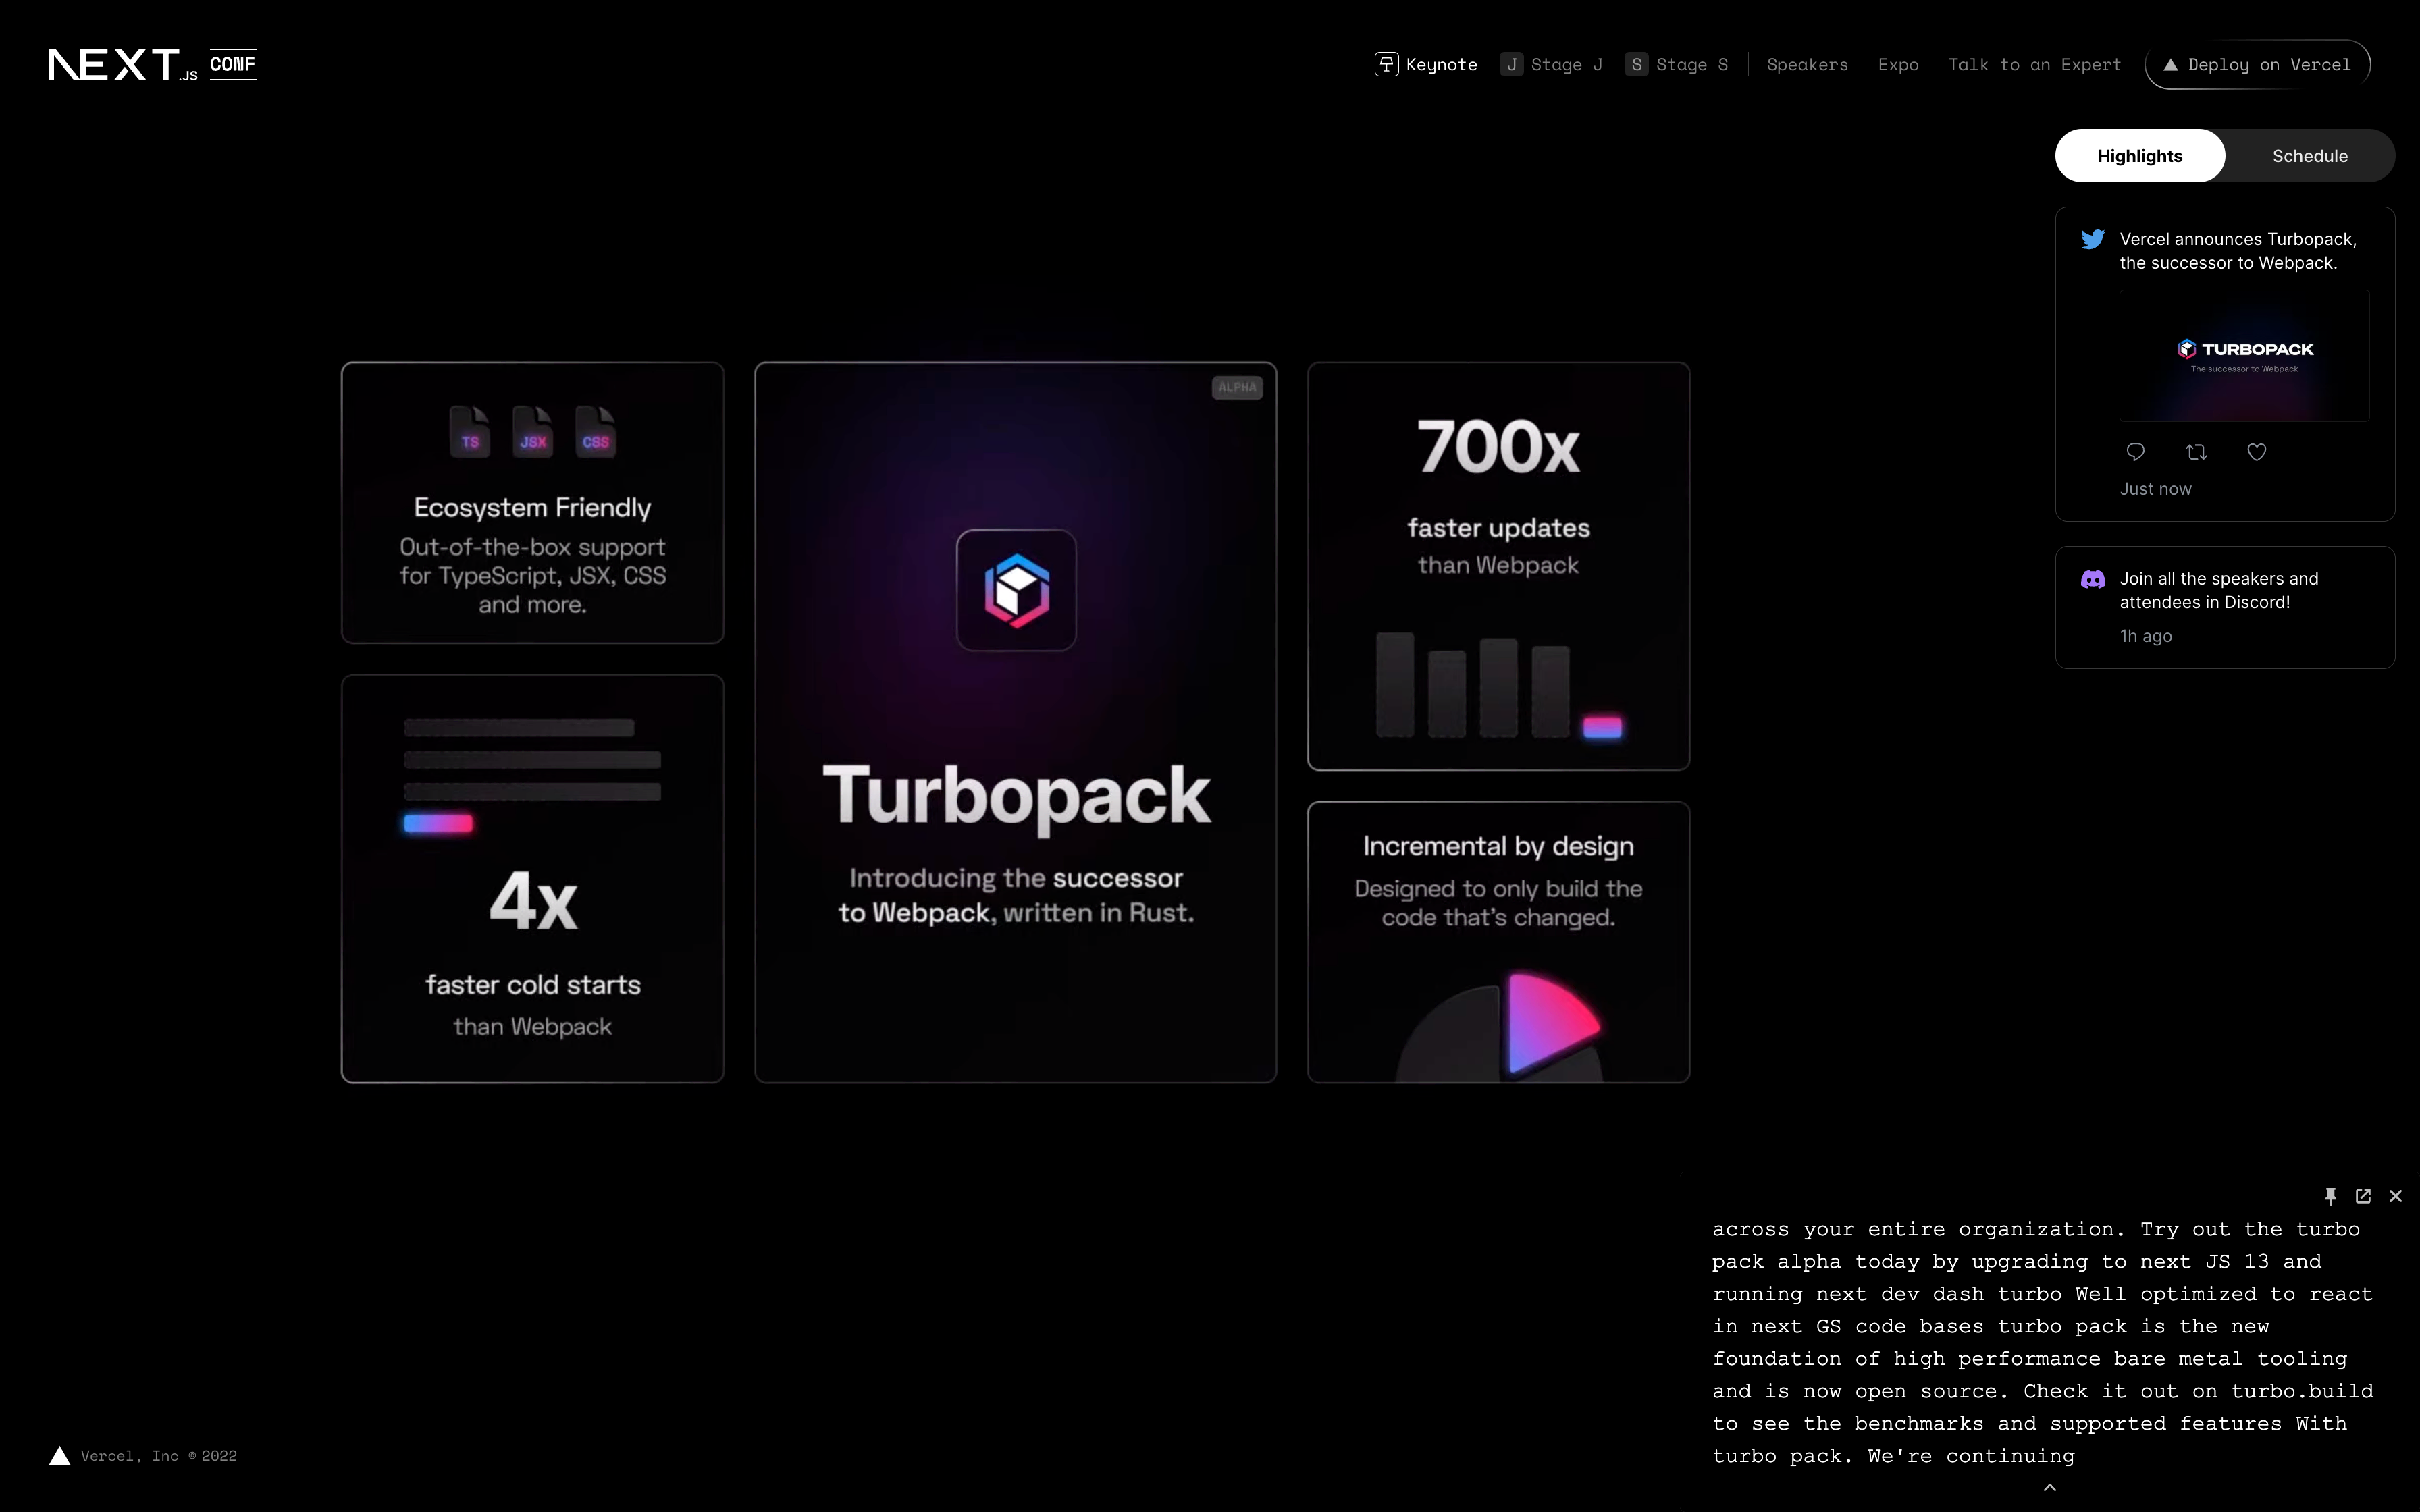 NEXT.JS CONF
Keynote
J Stage J
S Stage S
Speakers
Expo
Talk to an Expert
Deploy on Vercel
Highlights
Schedule
Vercel announces Turbopack,
the successor to Webpack.
TURBOPACK
The successor to Webpack
Just now
Join all the speakers and
attendees in Discord!
1h ago
TS JSX CSS
Ecosystem Friendly
Out-of-the-box support
for TypeScript, JSX, CSS
and more.
4x
faster cold starts
than Webpack
ALPHA
Turbopack
Introducing the successor
to Webpack, written in Rust.
700x
faster updates
than Webpack
Incremental by design
Designed to only build the
code that's changed.
across your entire organization. Try out the turbo
pack alpha today by upgrading to next JS 13 and
running next dev dash turbo Well optimized to react
in next GS code bases turbo pack is the new
foundation of high performance bare metal tooling
and is now open source. Check it out on turbo.build
to see the benchmarks and supported features With
turbo pack. We're continuing
Vercel, Inc © 2022